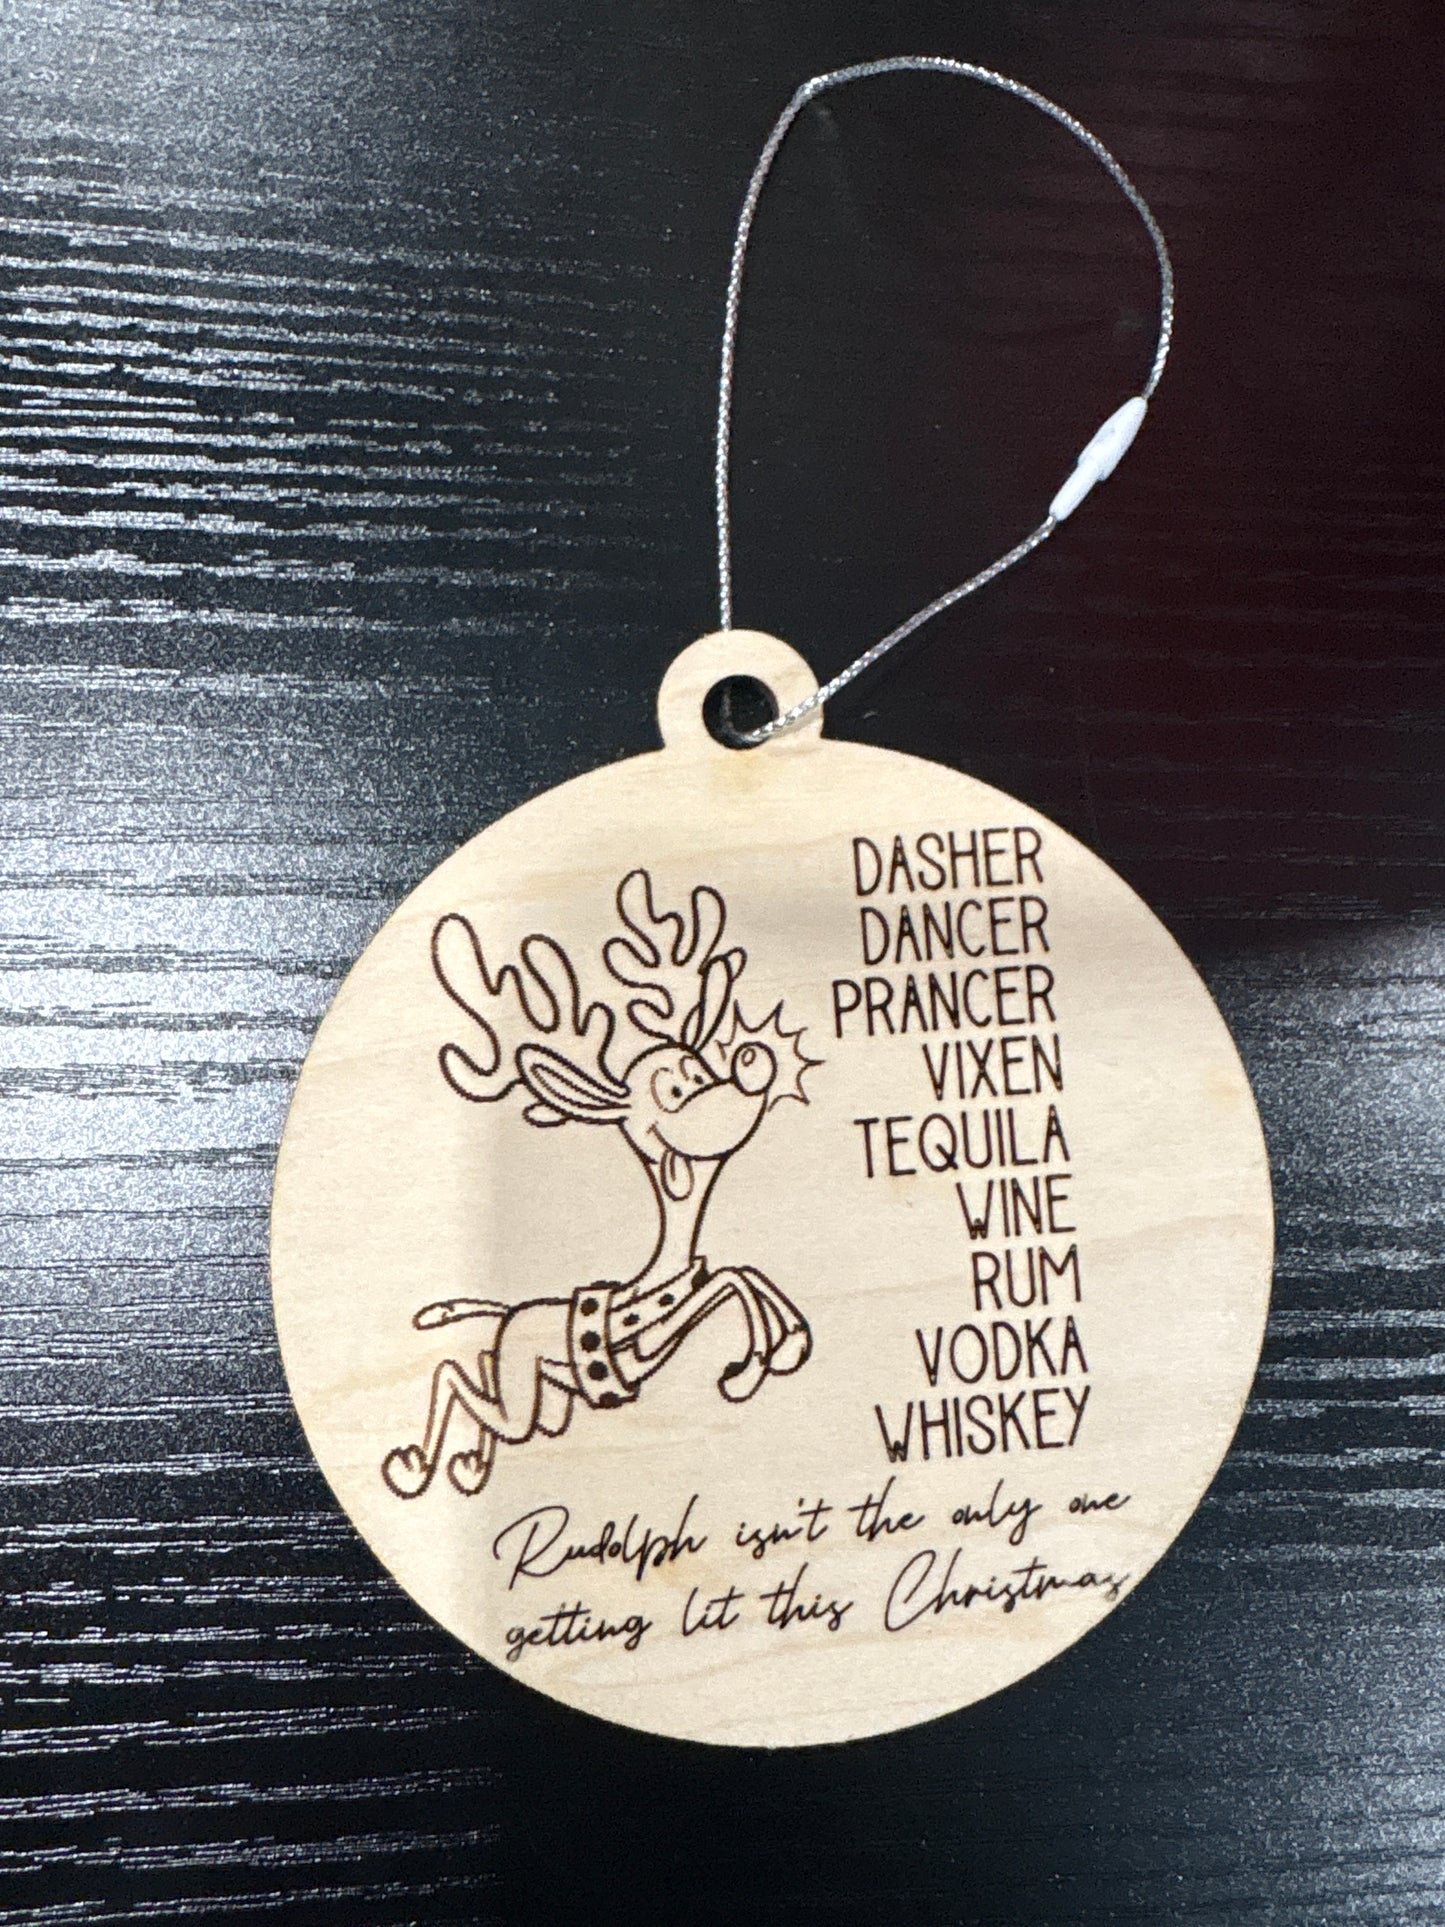 DASHER
DANCER
PRANCER
VIXEN
TEQUILA
WINE
RUM
VODKA
WHISKEY
Rudolph isn't the only one
getting lit this Christmas